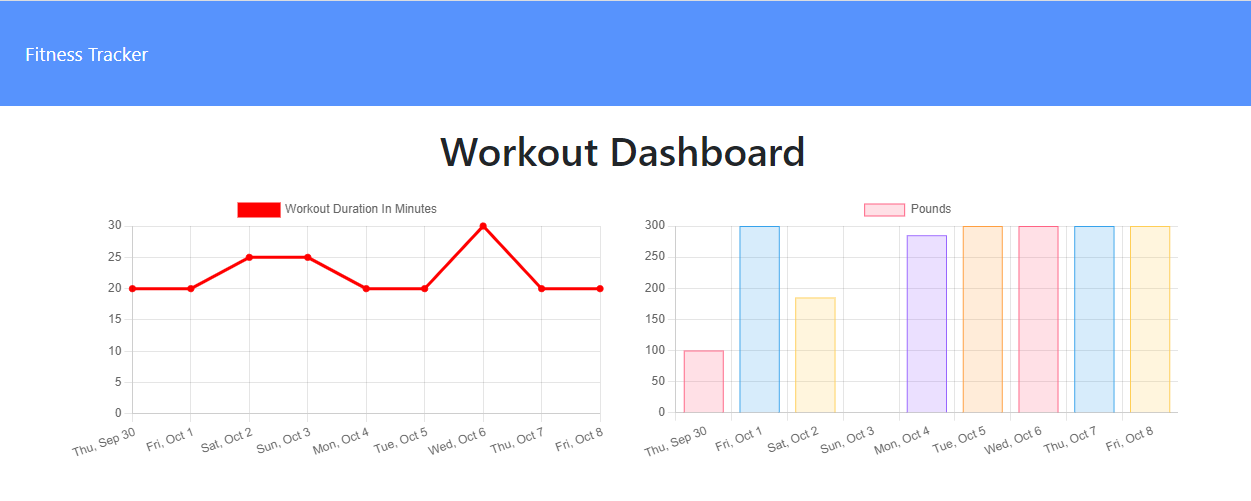 Fitness Tracker
Workout Dashboard
Workout Duration In Minutes
30
25
20
15
10
5
0
Thu, Sep 30
Fri, Oct 1
Sat, Oct 2
Sun, Oct 3
Mon, Oct 4
Tue, Oct 5
Wed, Oct 6
Thu, Oct 7
Fri, Oct 8
Pounds
300
250
200
150
100
50
0
Thu, Sep 30
Fri, Oct 1
Sat, Oct 2
Sun, Oct 3
Mon, Oct 4
Tue, Oct 5
Wed, Oct 6
Thu, Oct 7
Fri, Oct 8